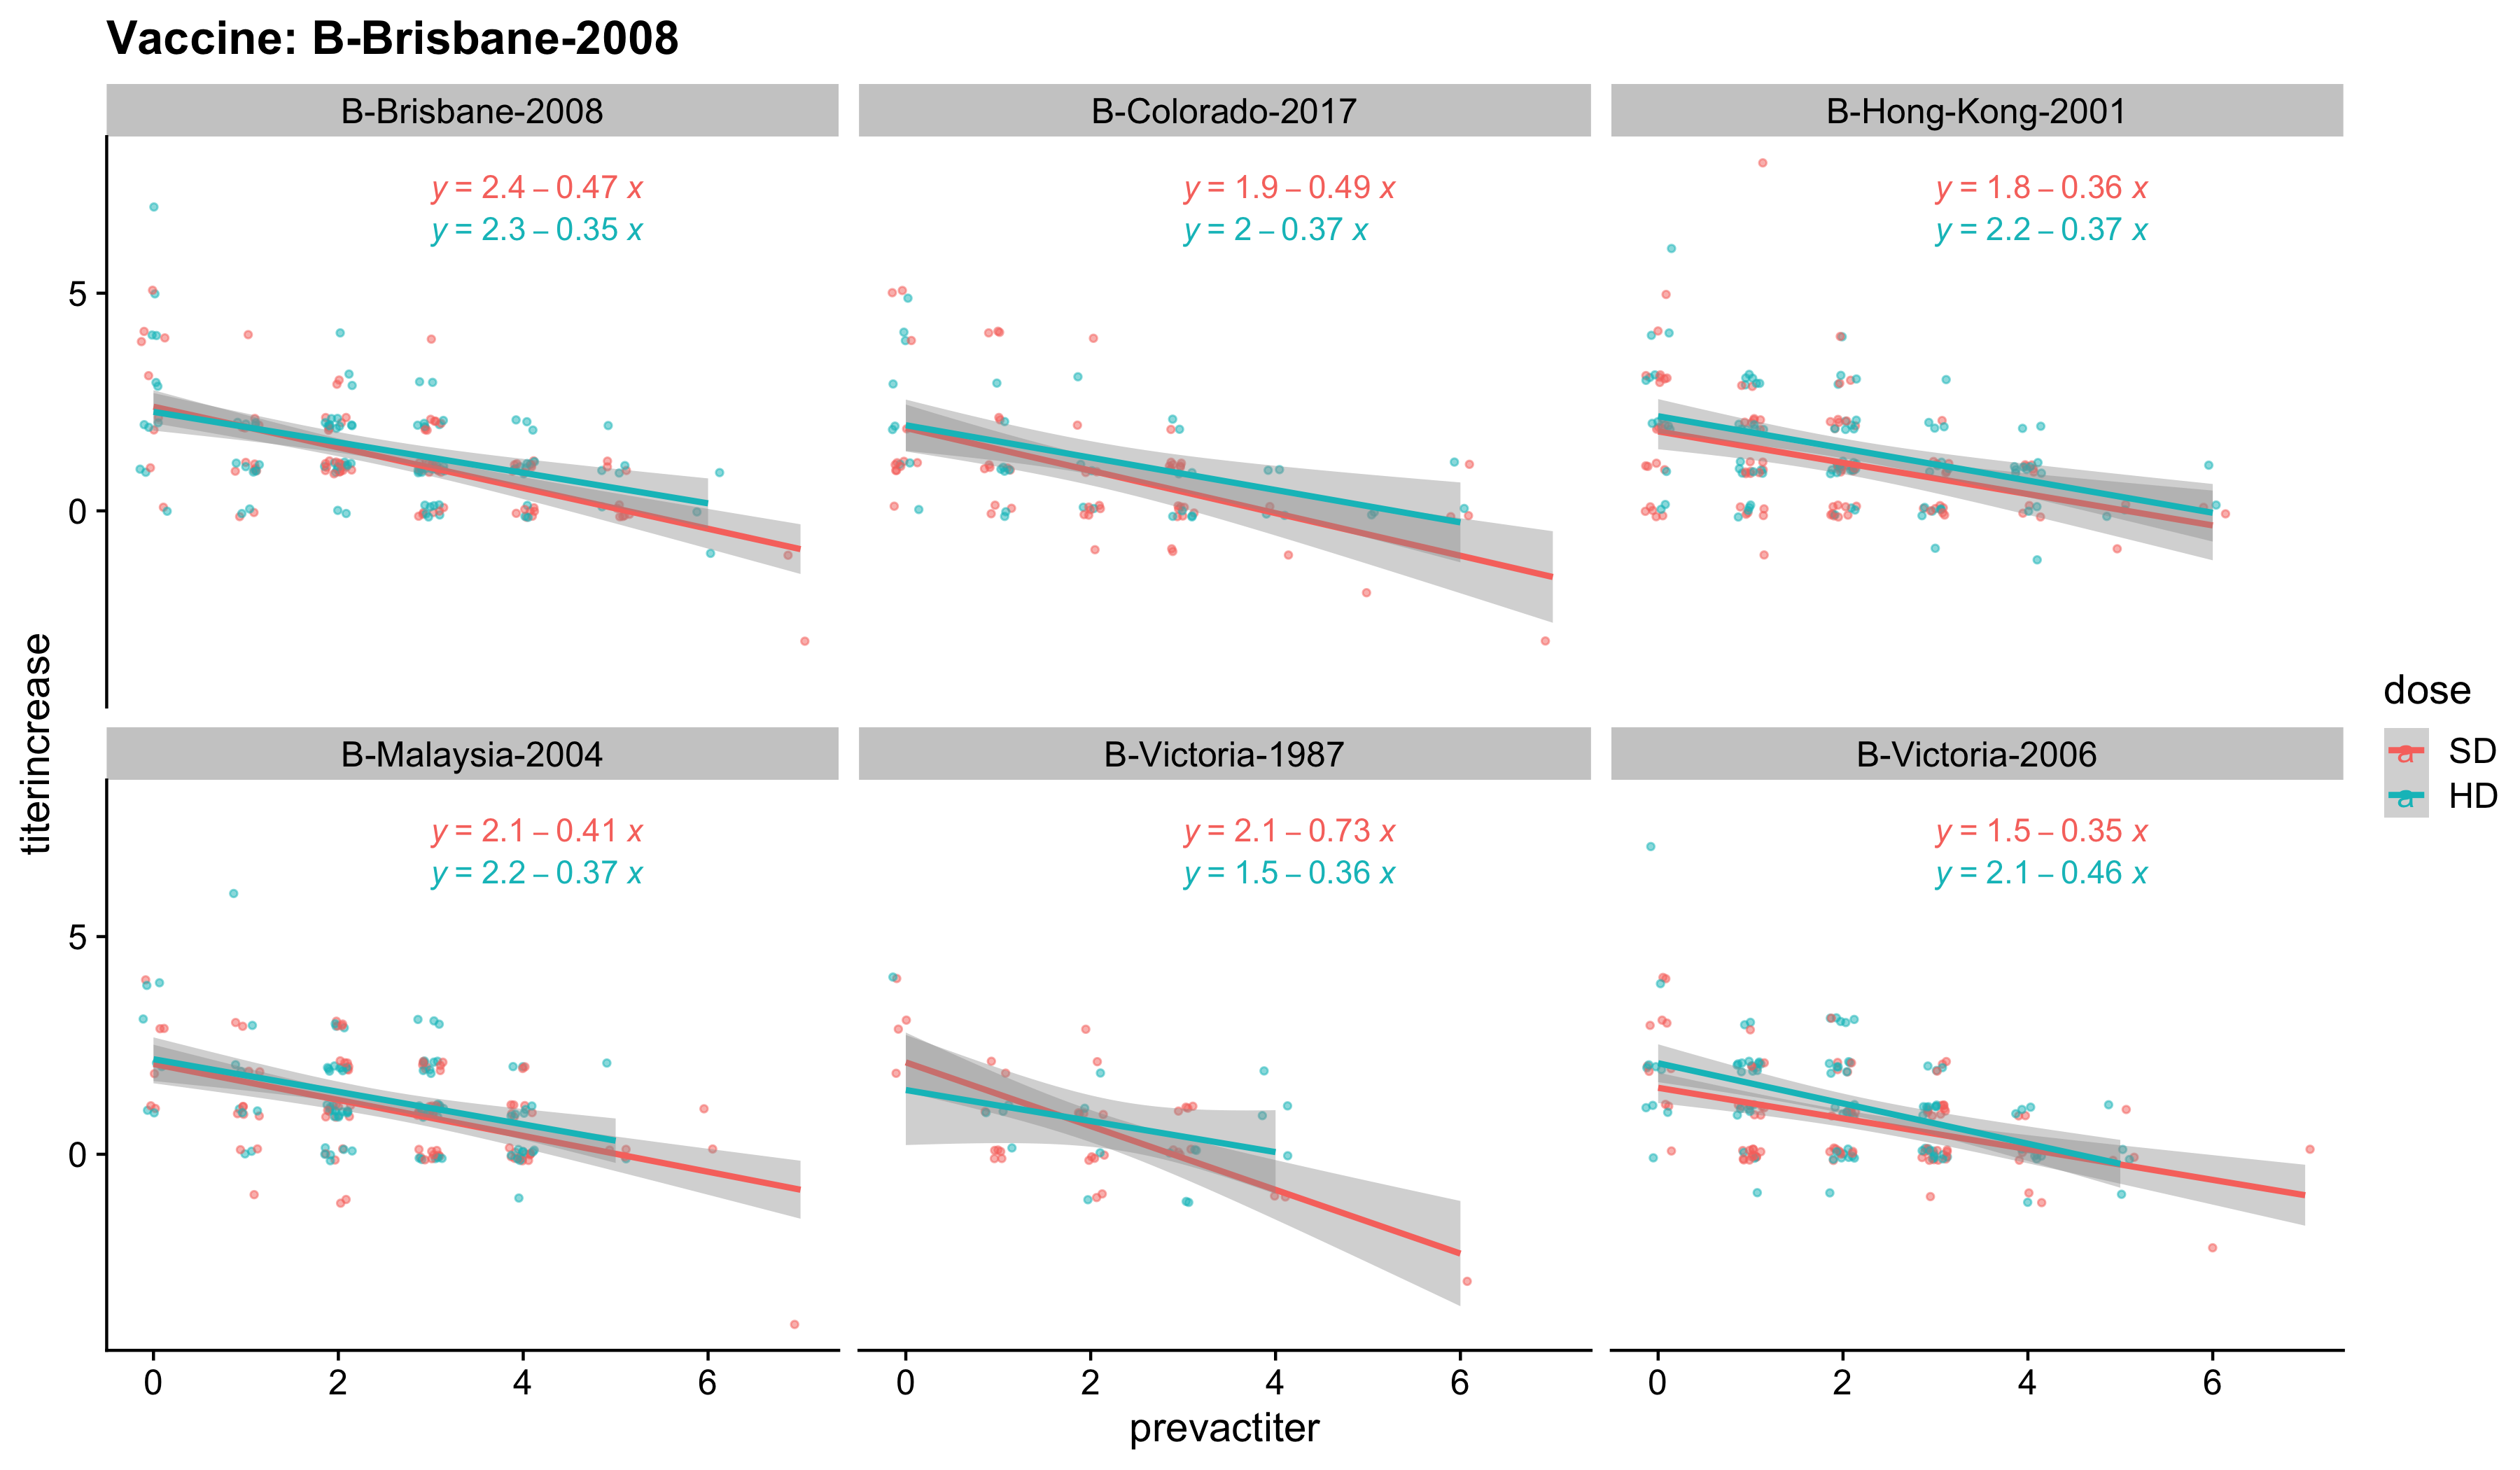 Vaccine: B-Brisbane-2008
B-Brisbane-2008
B-Colorado-2017
B-Hong-Kong-2001
y = 2.4 – 0.47 x
y = 2.3 – 0.35 x
y = 1.9 – 0.49 x
y = 2 – 0.37 x
y = 1.8 – 0.36 x
y = 2.2 – 0.37 x
5
0
titerincrease
B-Malaysia-2004
B-Victoria-1987
B-Victoria-2006
y = 2.1 – 0.41 x
y = 2.2 – 0.37 x
y = 2.1 – 0.73 x
y = 1.5 – 0.36 x
y = 1.5 – 0.35 x
y = 2.1 – 0.46 x
5
0
0 2 4 6
0 2 4 6
0 2 4 6
prevactiter
dose
a SD
a HD